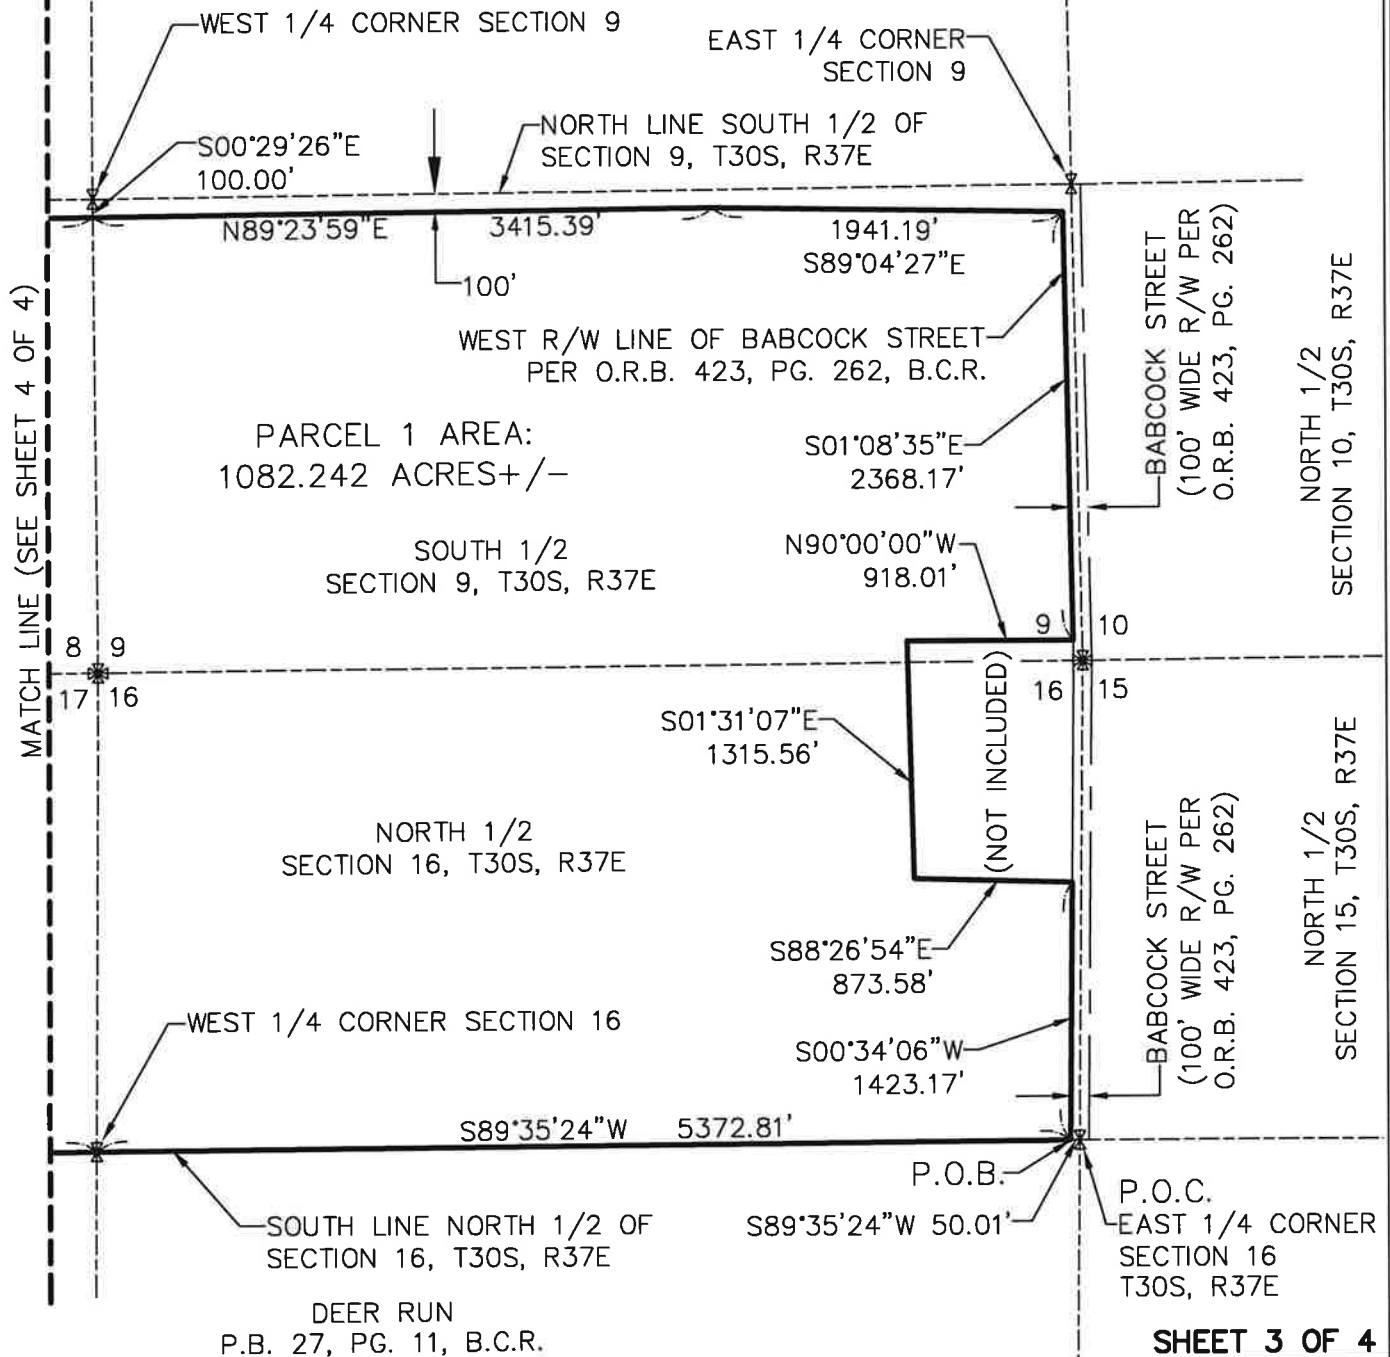 WEST 1/4 CORNER SECTION 9
EAST 1/4 CORNER
SECTION 9
NORTH LINE SOUTH 1/2 OF
SECTION 9, T30S, R37E
S00°29'26"E
100.00'
N89°23'59"E
3415.39'
1941.19'
S89°04'27"E
100'
WEST R/W LINE OF BABCOCK STREET
PER O.R.B. 423, PG. 262, B.C.R.
BABCOCK STREET
(100' WIDE R/W PER
O.R.B. 423, PG. 262)
NORTH 1/2
SECTION 10, T30S, R37E
MATCH LINE (SEE SHEET 4 OF 4)
PARCEL 1 AREA:
1082.242 ACRES+/-
S01°08'35"E
2368.17'
SOUTH 1/2
SECTION 9, T30S, R37E
N90°00'00"W
918.01'
8 9
17 16
9 10
16 15
(NOT INCLUDED)
S01°31'07"E
1315.56'
NORTH 1/2
SECTION 16, T30S, R37E
BABCOCK STREET
(100' WIDE R/W PER
O.R.B. 423, PG. 262)
NORTH 1/2
SECTION 15, T30S, R37E
S88°26'54"E
873.58'
WEST 1/4 CORNER SECTION 16
S00°34'06"W
1423.17'
S89°35'24"W 5372.81'
P.O.B.
S89°35'24"W 50.01'
P.O.C.
EAST 1/4 CORNER
SECTION 16
T30S, R37E
SOUTH LINE NORTH 1/2 OF
SECTION 16, T30S, R37E
DEER RUN
P.B. 27, PG. 11, B.C.R.
SHEET 3 OF 4